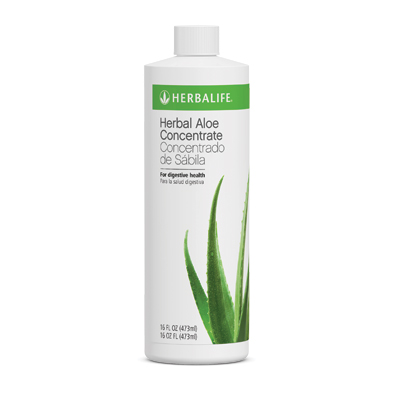 HERBALIFE
Herbal Aloe
Concentrate
Concentrado
de Sábila
For digestive health
Para la salud digestiva
16 FL OZ (473ml)
16 OZ FL (473ml)